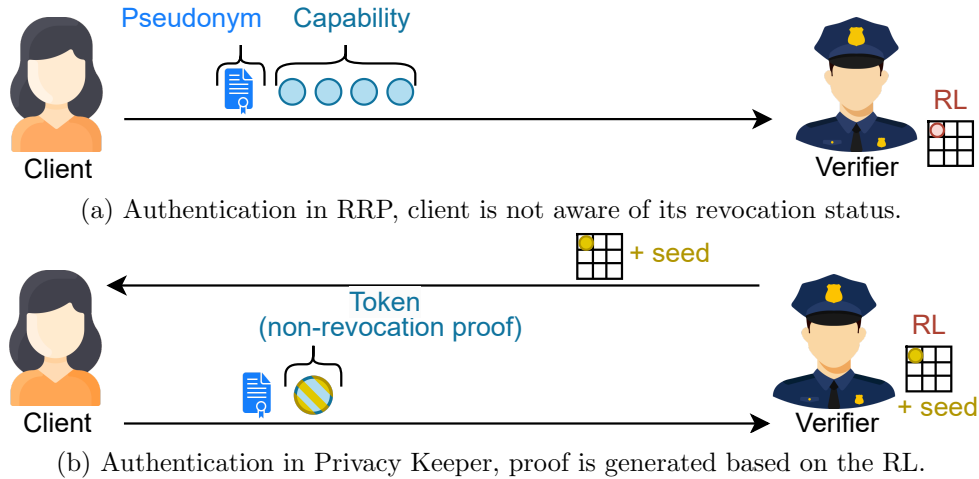 Pseudonym Capability
RL
Client
Verifier
(a) Authentication in RRP, client is not aware of its revocation status.
+ seed
Token
(non-revocation proof)
RL
+ seed
Client
Verifier
(b) Authentication in Privacy Keeper, proof is generated based on the RL.